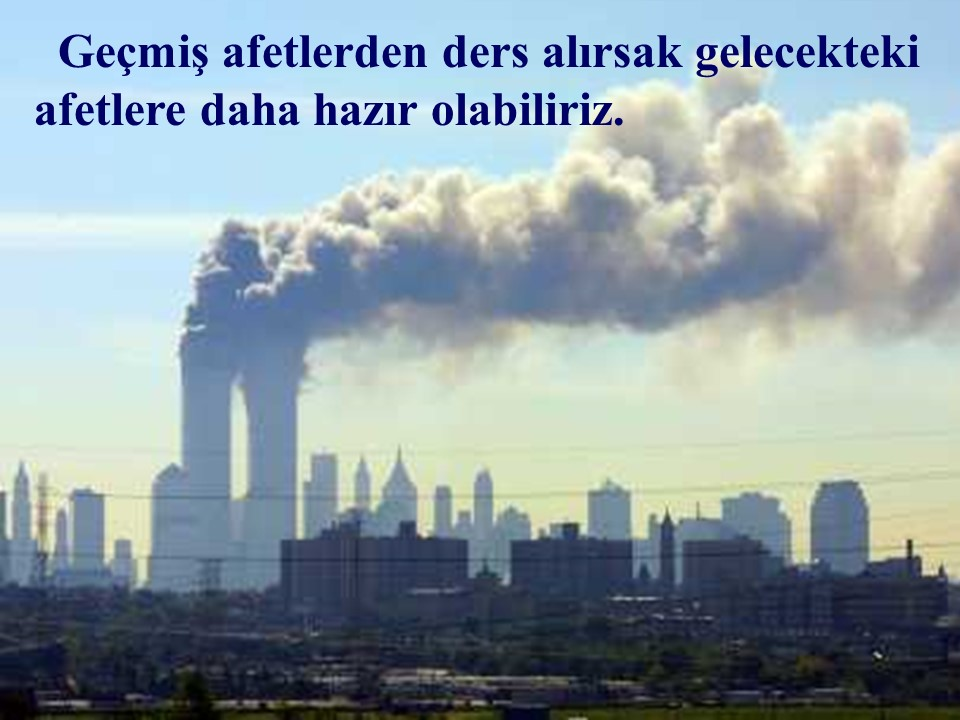 Geçmiş afetlerden ders alırsak gelecekteki
afetlere daha hazır olabiliriz.